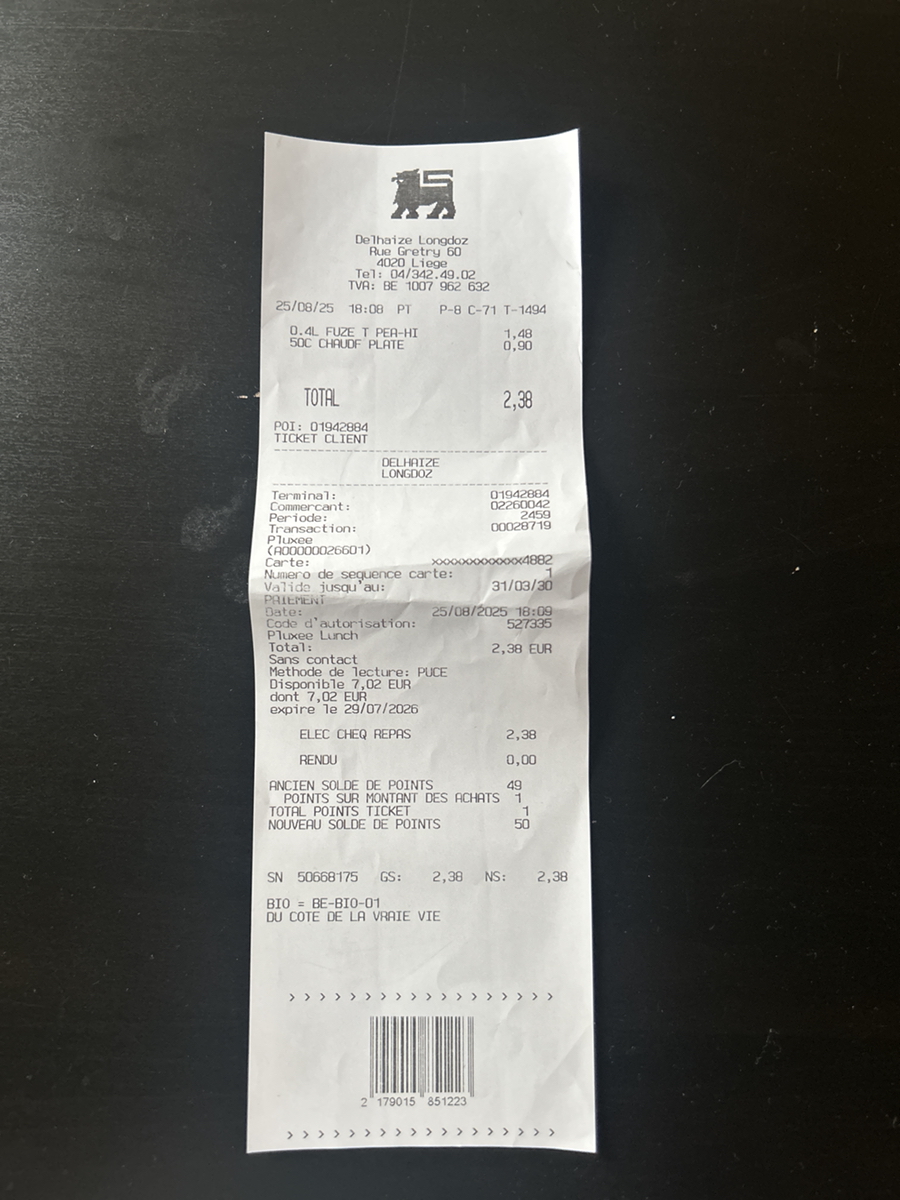 Delhaize Longdoz
Rue Gretry 60
4020 Liege
Tel: 04/342.49.02
TVA: BE 1007 962 632
25/08/25 18:08 PT P-8 C-71 T-1494
0.4L FUZE T PEA-HI 1,48
50C CHAUDF PLATE 0,90
TOTAL 2,38
POI: 01942884
TICKET CLIENT
DELHAIZE
LONGDOZ
Terminal: 01942884
Commercant: 02260042
Periode: 2459
Transaction: 00028719
Pluxee
(A00000026601)
Carte: xxxxxxxxxxxxx4882
Numero de sequence carte: 1
Valide jusqu'au: 31/03/30
PAIEMENT
Date: 25/08/2025 18:09
Code d'autorisation: 527335
Pluxee Lunch
Total: 2,38 EUR
Sans contact
Methode de lecture: PUCE
Disponible 7,02 EUR
dont 7,02 EUR
expire le 29/07/2026
ELEC CHEQ REPAS 2,38
RENDU 0,00
ANCIEN SOLDE DE POINTS 49
POINTS SUR MONTANT DES ACHATS 1
TOTAL POINTS TICKET 1
NOUVEAU SOLDE DE POINTS 50
SN 50668175 GS: 2,38 NS: 2,38
BIO = BE-BIO-01
DU COTE DE LA VRAIE VIE
> > > > > > > > > > > > > > > > > >
2 179015 851223
> > > > > > > > > > > > > > > > > >